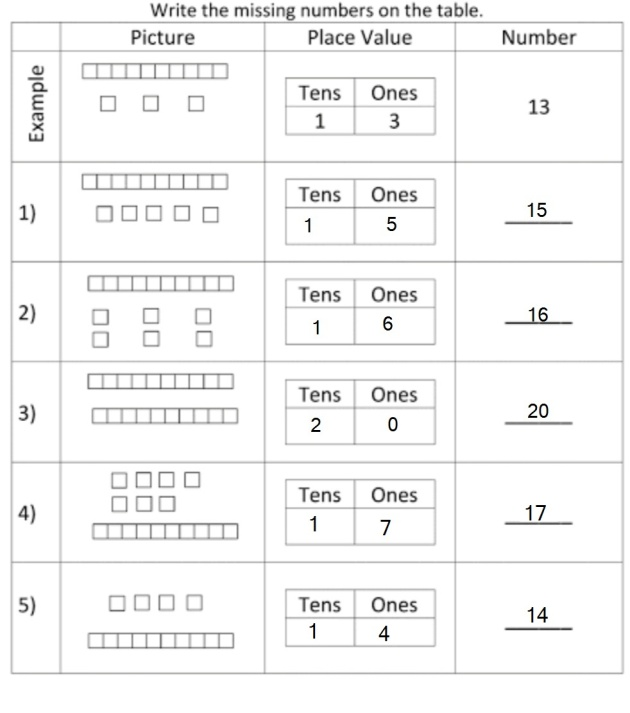 Write the missing numbers on the table.
Picture Place Value Number
Example
Tens Ones
1 3
13
1)
Tens Ones
1 5
15
2)
Tens Ones
1 6
16
3)
Tens Ones
2 0
20
4)
Tens Ones
1 7
17
5)
Tens Ones
1 4
14